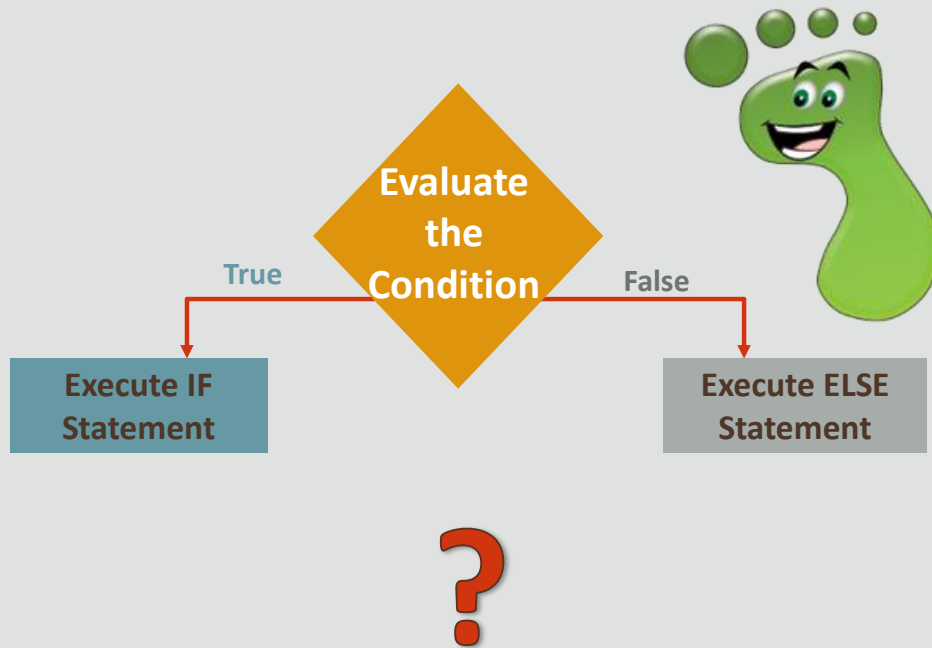 Evaluate
the
Condition
True
False
Execute IF
Statement
Execute ELSE
Statement
?